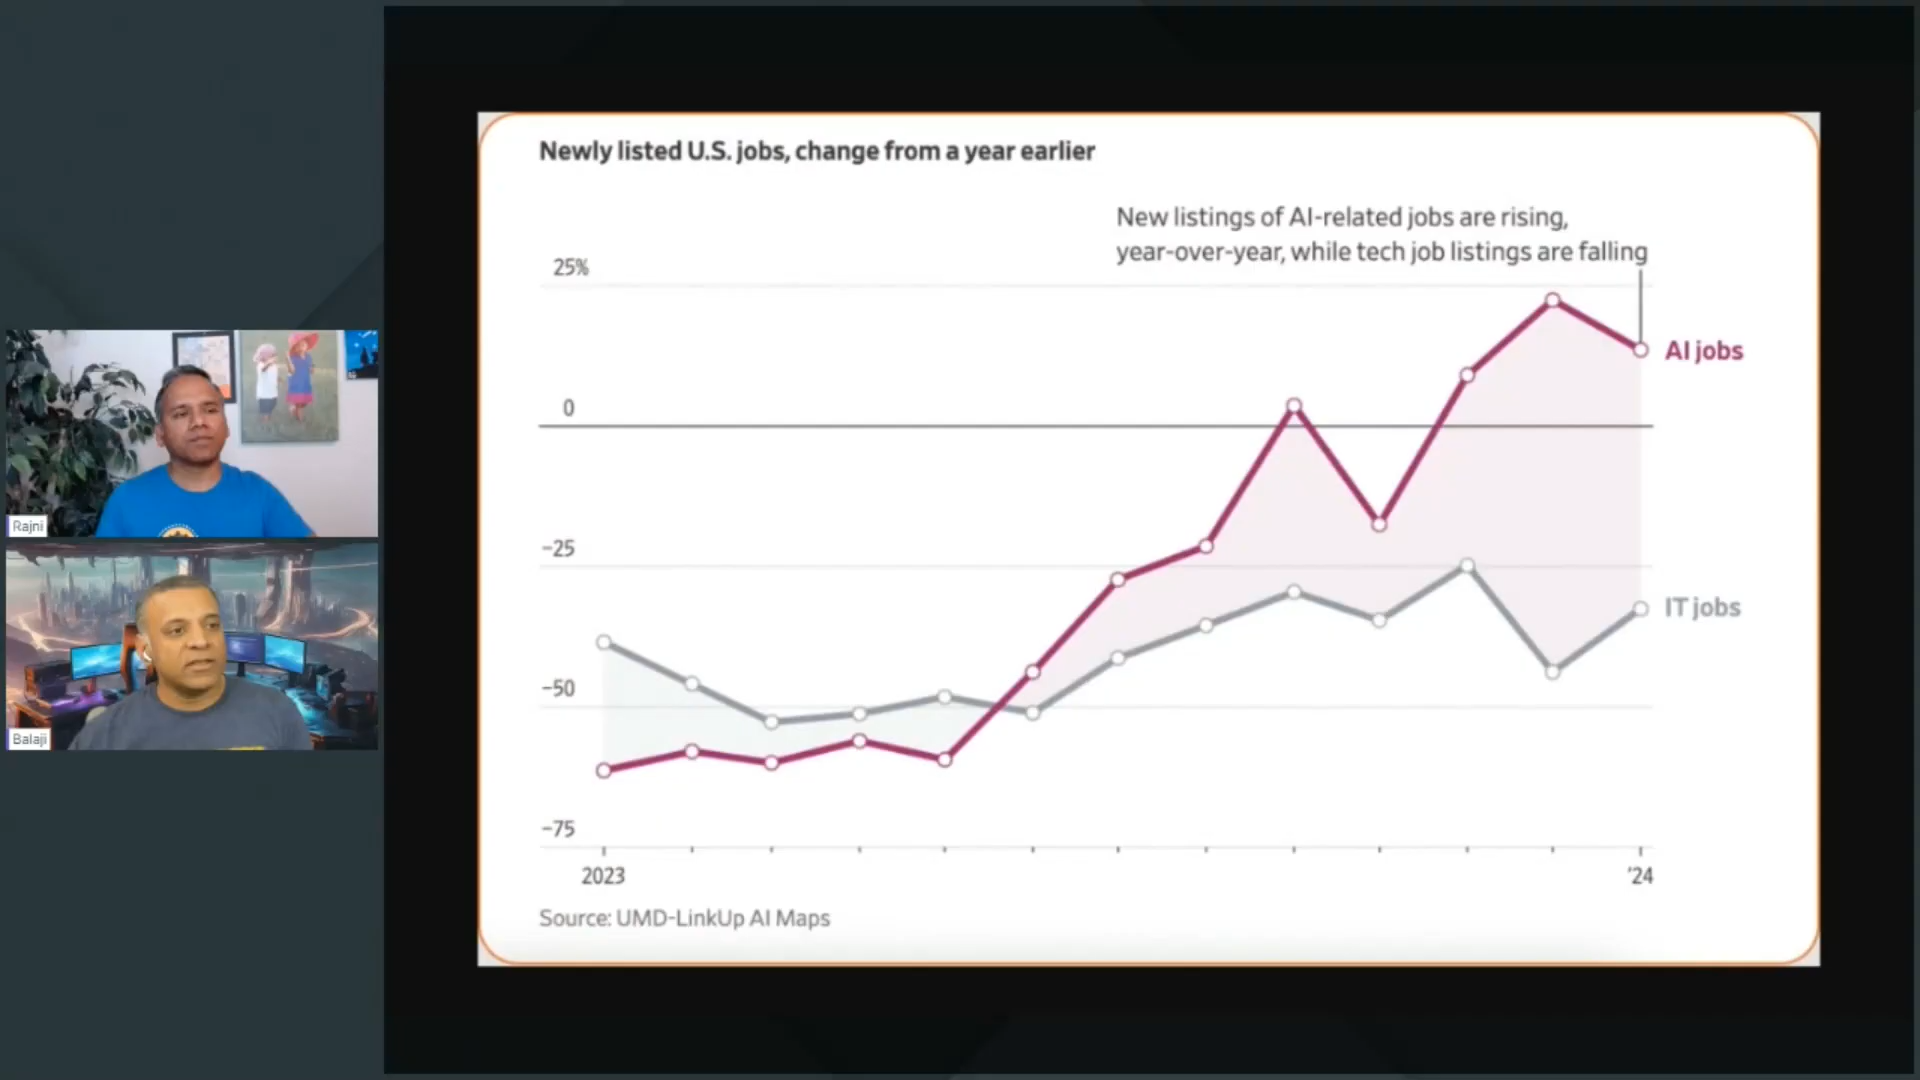 Newly listed U.S. jobs, change from a year earlier
New listings of AI-related jobs are rising,
year-over-year, while tech job listings are falling
25%
0
−25
−50
−75
AI jobs
IT jobs
2023
'24
Source: UMD-LinkUp AI Maps
Rajni
Balaji